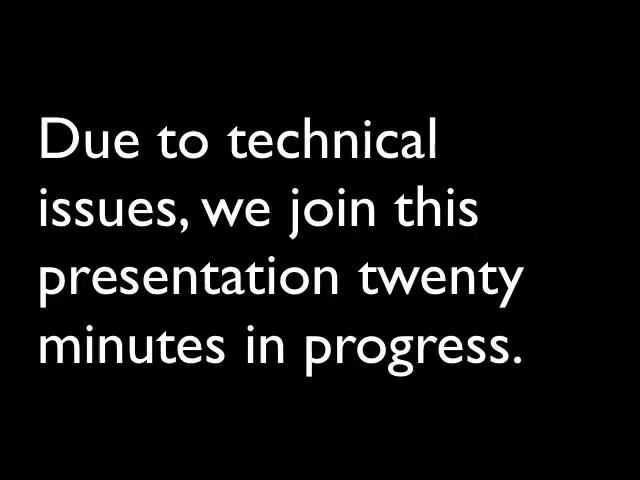 Due to technical
issues, we join this
presentation twenty
minutes in progress.